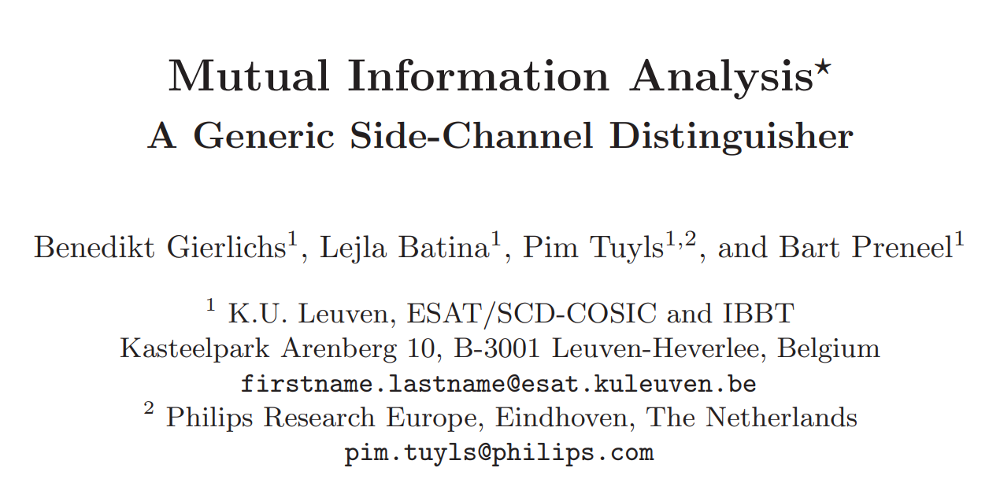 Mutual Information Analysis⋆
A Generic Side-Channel Distinguisher
Benedikt Gierlichs¹, Lejla Batina¹, Pim Tuyls¹,², and Bart Preneel¹
¹ K.U. Leuven, ESAT/SCD-COSIC and IBBT
Kasteelpark Arenberg 10, B-3001 Leuven-Heverlee, Belgium
firstname.lastname@esat.kuleuven.be
² Philips Research Europe, Eindhoven, The Netherlands
pim.tuyls@philips.com